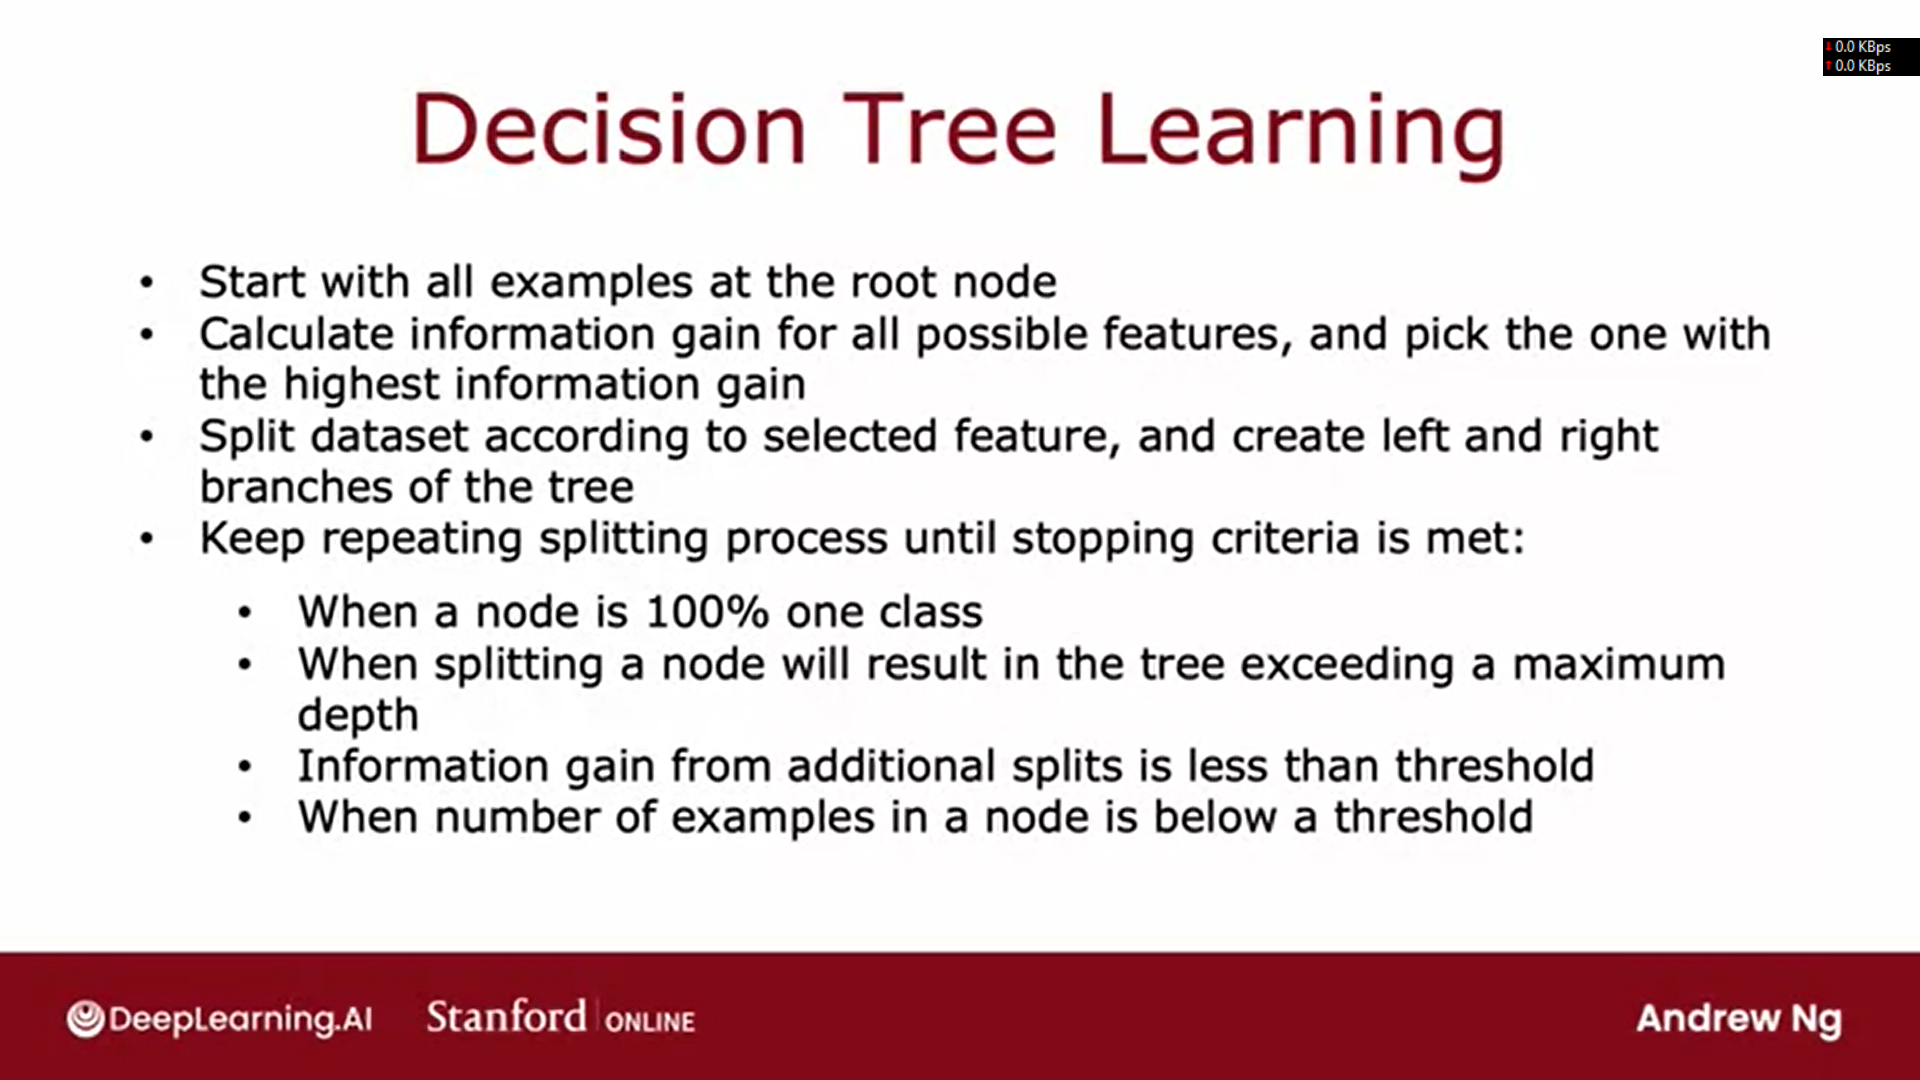 ↓ 0.0 KBps
↑ 0.0 KBps
Decision Tree Learning
• Start with all examples at the root node
• Calculate information gain for all possible features, and pick the one with
the highest information gain
• Split dataset according to selected feature, and create left and right
branches of the tree
• Keep repeating splitting process until stopping criteria is met:
• When a node is 100% one class
• When splitting a node will result in the tree exceeding a maximum
depth
• Information gain from additional splits is less than threshold
• When number of examples in a node is below a threshold
DeepLearning.AI Stanford | ONLINE Andrew Ng